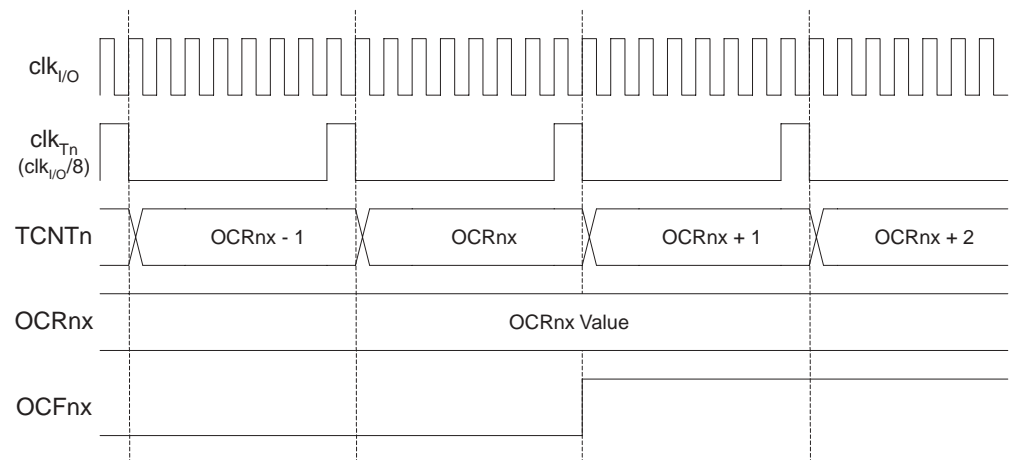 clkI/O
clkTn
(clkI/O/8)
TCNTn
OCRnx - 1
OCRnx
OCRnx + 1
OCRnx + 2
OCRnx
OCRnx Value
OCFnx